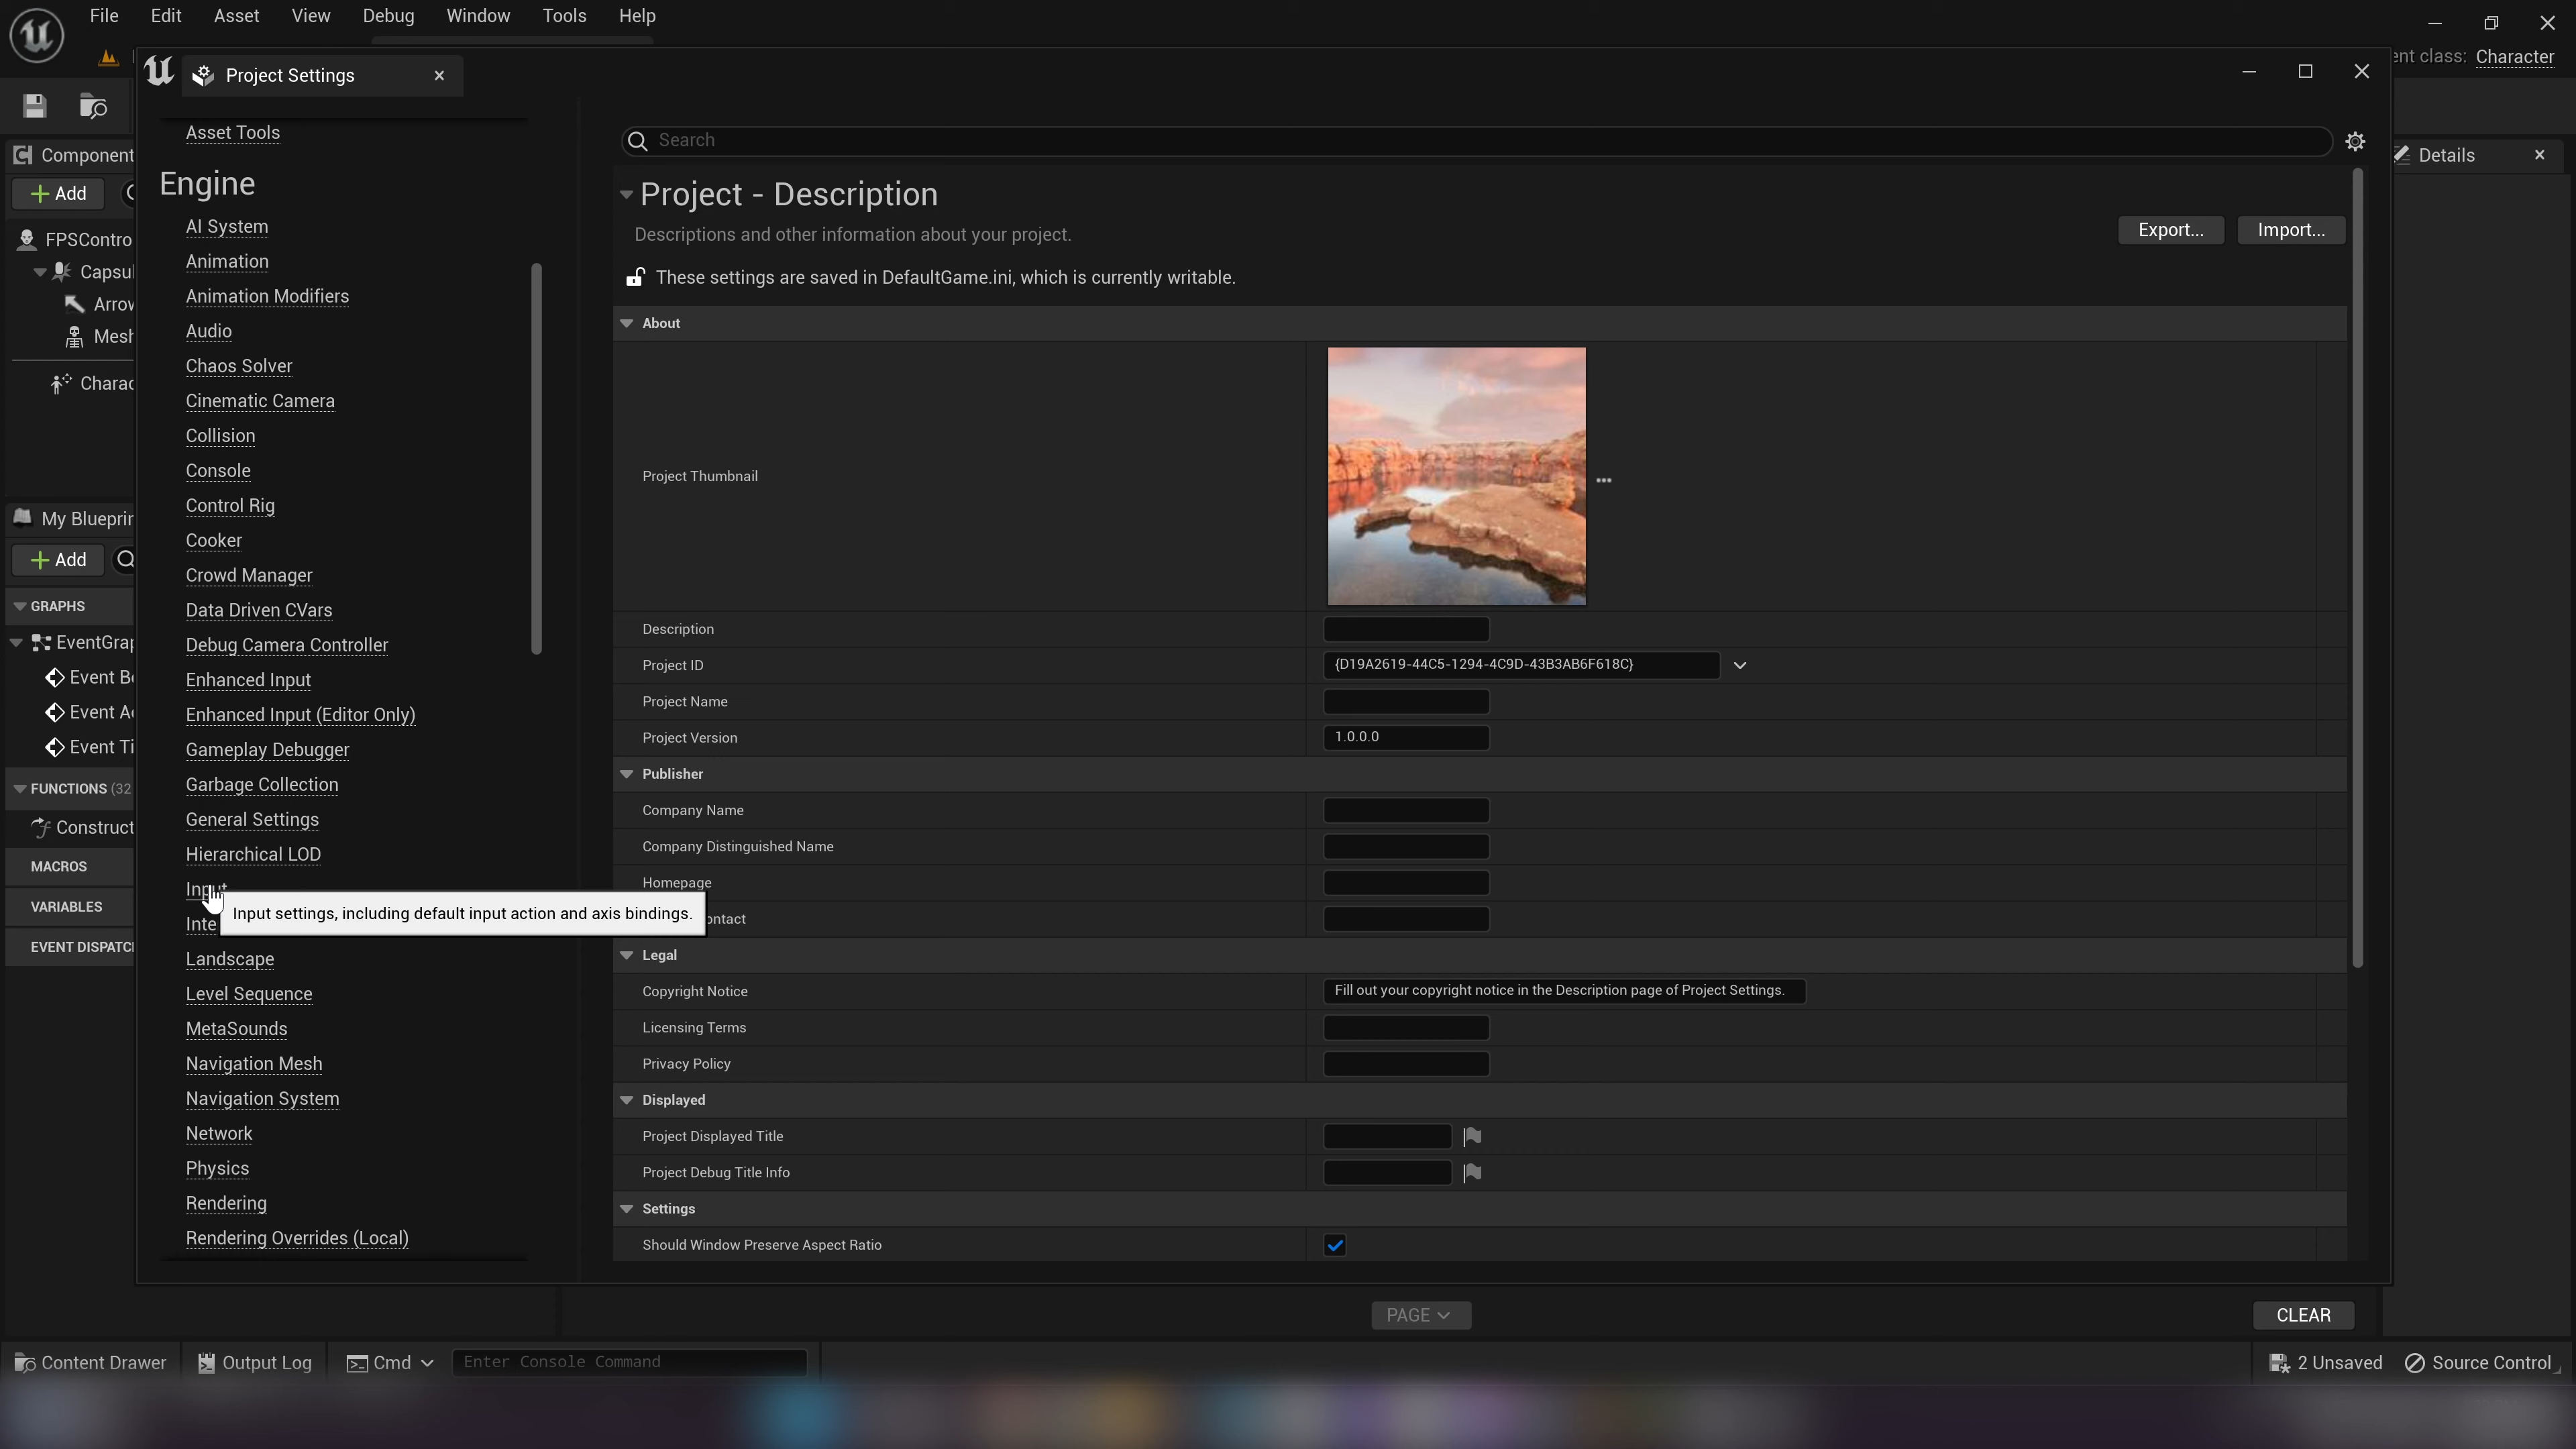 File Edit Asset View Debug Window Tools Help
Project Settings
ent class: Character
Asset Tools
Search
Component
Details
Engine
Add
Project - Description
AI System
Descriptions and other information about your project.
Export... Import...
FPSContro
Animation
Capsul
These settings are saved in DefaultGame.ini, which is currently writable.
Animation Modifiers
Arrow
About
Audio
Mesh
Chaos Solver
Charac
Cinematic Camera
Collision
Console
Project Thumbnail
Control Rig
My Blueprin
Cooker
Add
Crowd Manager
GRAPHS
Data Driven CVars
Description
EventGrap
Debug Camera Controller
Project ID {D19A2619-44C5-1294-4C9D-43B3AB6F618C}
Event Be
Enhanced Input
Project Name
Event Ac
Enhanced Input (Editor Only)
Project Version 1.0.0.0
Event Ti
Gameplay Debugger
Publisher
FUNCTIONS (32
Garbage Collection
Company Name
Construct
General Settings
Company Distinguished Name
MACROS
Hierarchical LOD
Homepage
Input
VARIABLES
Input settings, including default input action and axis bindings.
ontact
Inte
EVENT DISPATC
Landscape
Legal
Level Sequence
Copyright Notice Fill out your copyright notice in the Description page of Project Settings.
MetaSounds
Licensing Terms
Navigation Mesh
Privacy Policy
Navigation System
Displayed
Network
Project Displayed Title
Physics
Project Debug Title Info
Rendering
Settings
Rendering Overrides (Local)
Should Window Preserve Aspect Ratio
PAGE
CLEAR
Content Drawer Output Log Cmd Enter Console Command
2 Unsaved Source Control